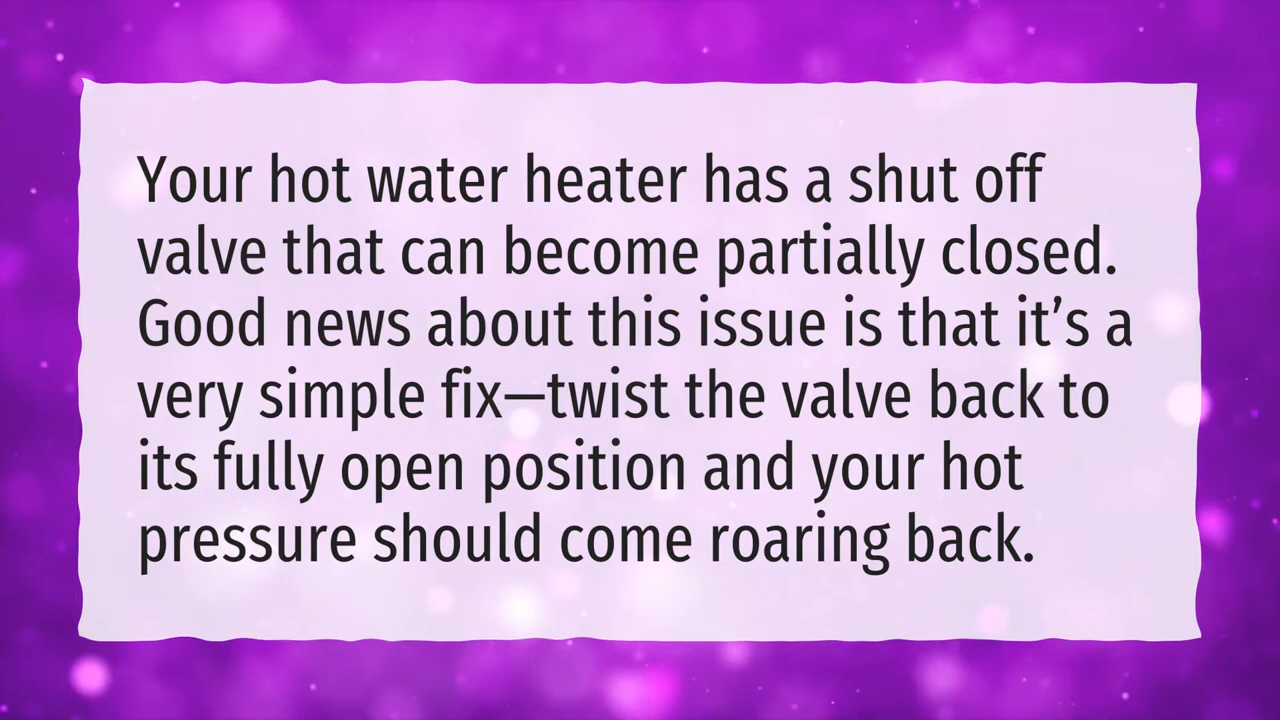 Your hot water heater has a shut off
valve that can become partially closed.
Good news about this issue is that it’s a
very simple fix—twist the valve back to
its fully open position and your hot
pressure should come roaring back.